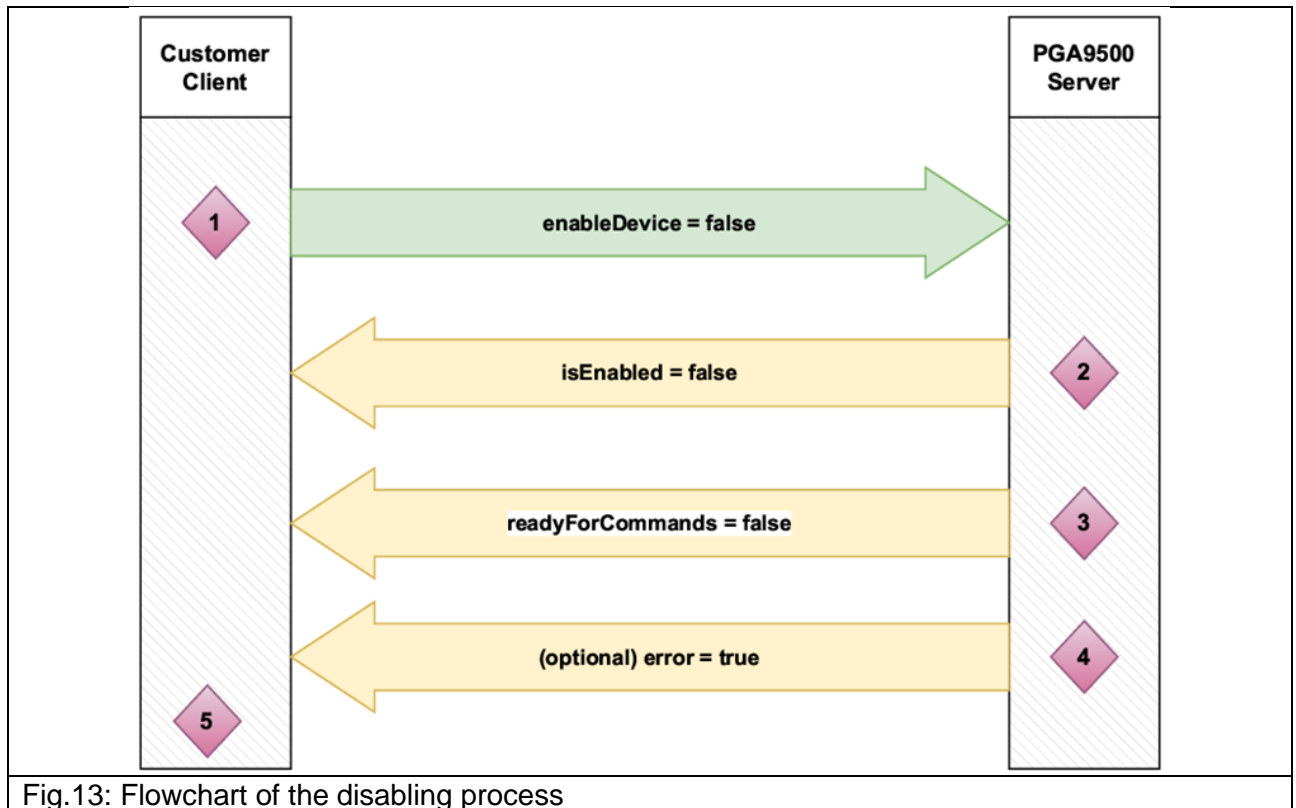 Customer
Client
PGA9500
Server
1
enableDevice = false
isEnabled = false
2
readyForCommands = false
3
(optional) error = true
4
5
Fig.13: Flowchart of the disabling process